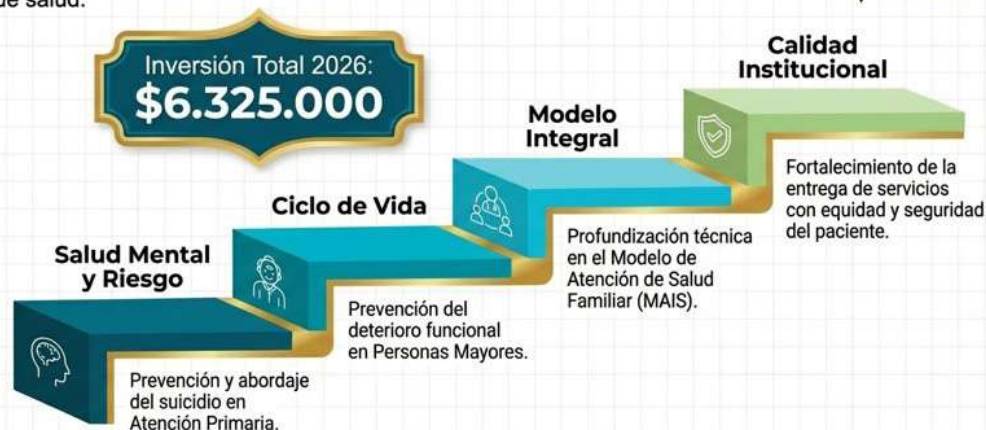 de salud.
Inversión Total 2026:
$6.325.000
Salud Mental
y Riesgo
Prevención y abordaje
del suicidio en
Atención Primaria.
Ciclo de Vida
Prevención del
deterioro funcional
en Personas Mayores.
Modelo
Integral
Profundización técnica
en el Modelo de
Atención de Salud
Familiar (MAIS).
Calidad
Institucional
Fortalecimiento de la
entrega de servicios
con equidad y seguridad
del paciente.